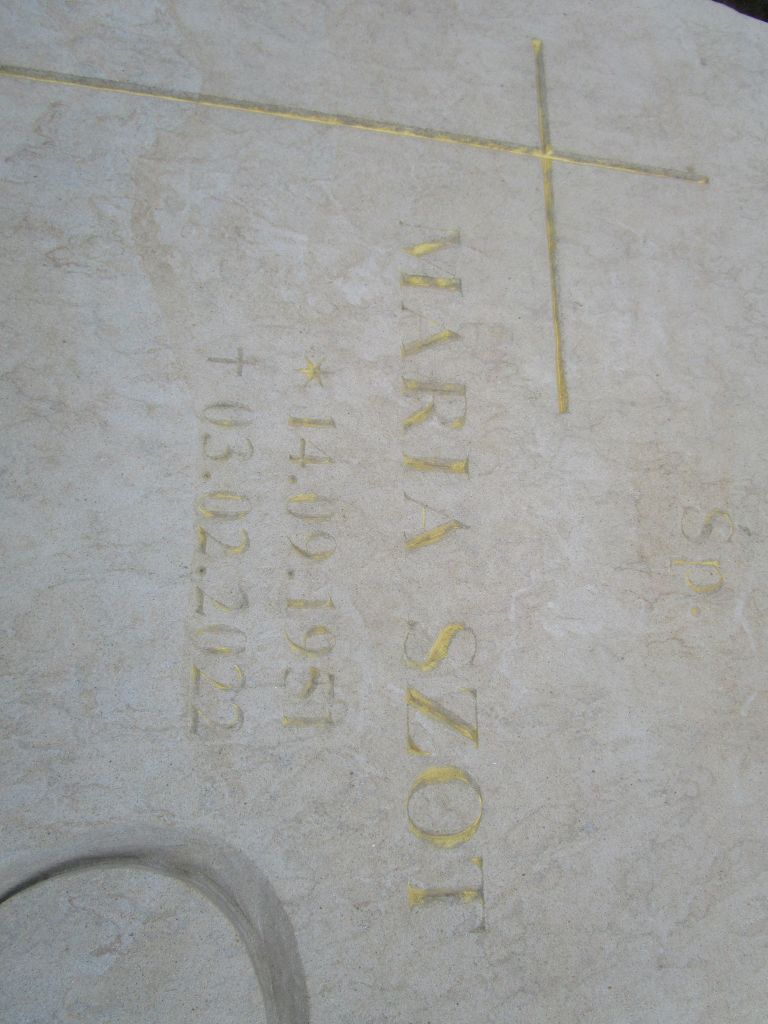 Sp.
MARIA SZOT
* 14.09.1951
+ 03.02.2022